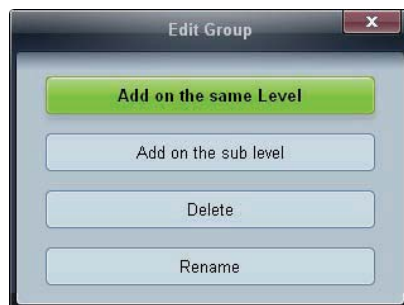 Edit Group
x
Add on the same Level
Add on the sub level
Delete
Rename